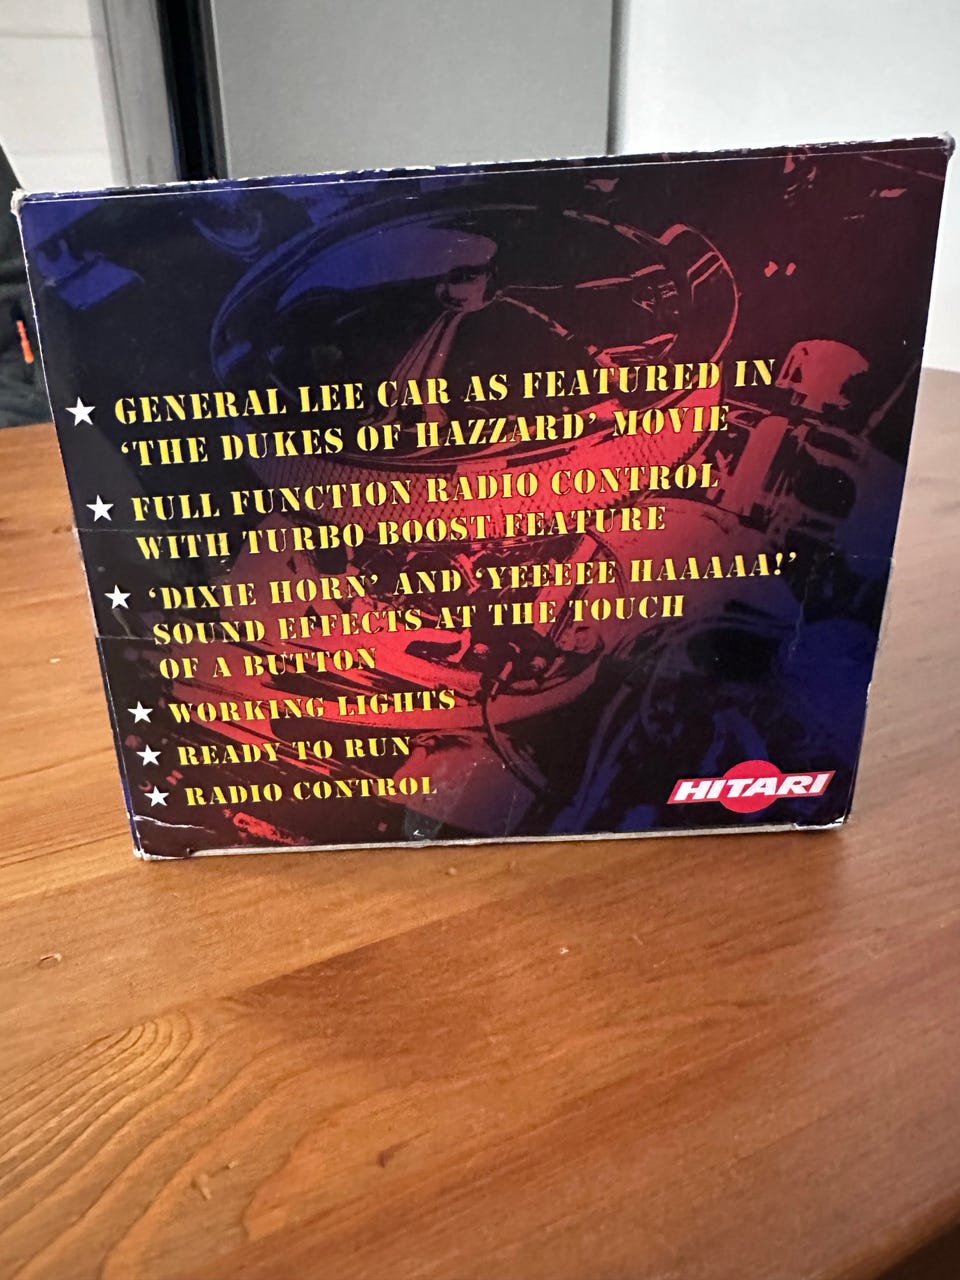 GENERAL LEE CAR AS FEATURED IN
'THE DUKES OF HAZZARD' MOVIE
FULL FUNCTION RADIO CONTROL
WITH TURBO BOOST FEATURE
'DIXIE HORN' AND 'YEEEEE HAAAAA!'
SOUND EFFECTS AT THE TOUCH
OF A BUTTON
WORKING LIGHTS
READY TO RUN
RADIO CONTROL
HITARI